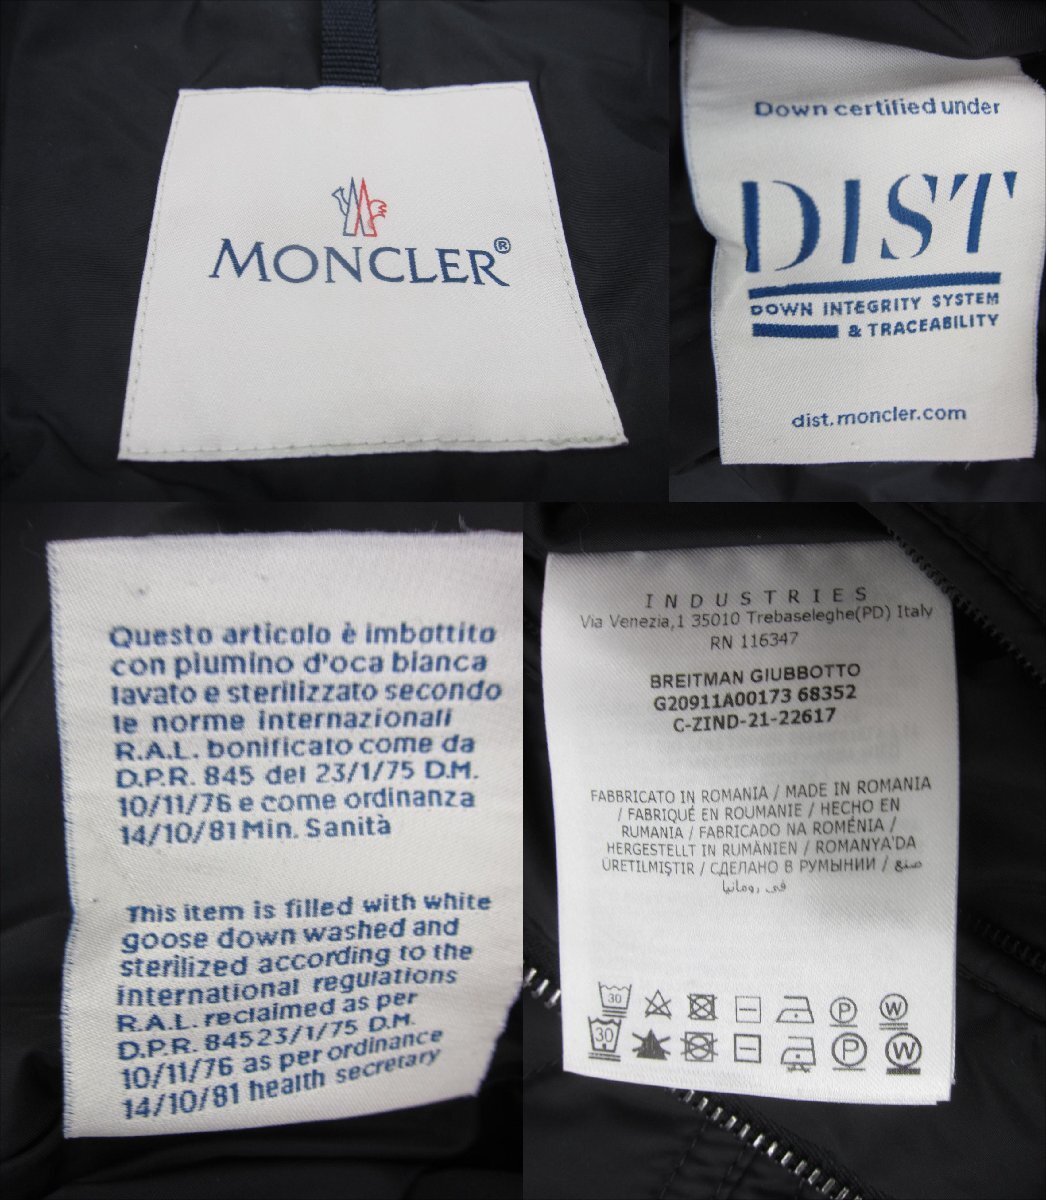 MONCLER®
Down certified under
DIST
DOWN INTEGRITY SYSTEM
& TRACEABILITY
dist.moncler.com
Questo articolo è imbottito
con piumino d'oca bianca
lavato e sterilizzato secondo
le norme internazionali
R.A.L. bonificato come da
D.P.R. 845 del 23/1/75 D.M.
10/11/76 e come ordinanza
14/10/81 Min. Sanità
This item is filled with white
goose down washed and
sterilized according to the
international regulations
R.A.L. reclaimed as per
D.P.R. 84523/1/75 D.M.
10/11/76 as per ordinance
14/10/81 health secretary
INDUSTRIES
Via Venezia,1 35010 Trebaseleghe(PD) Italy
RN 116347
BREITMAN GIUBBOTTO
G20911A00173 68352
C-ZIND-21-22617
FABBRICATO IN ROMANIA / MADE IN ROMANIA
/ FABRIQUÉ EN ROUMANIE / HECHO EN
RUMANIA / FABRICADO NA ROMÉNIA /
HERGESTELLT IN RUMÄNIEN / ROMANYA'DA
ÜRETILMIŞTIR / СДЕЛАНО В РУМЫНИИ / صنع
في رومانيا
30 P W
30 P W